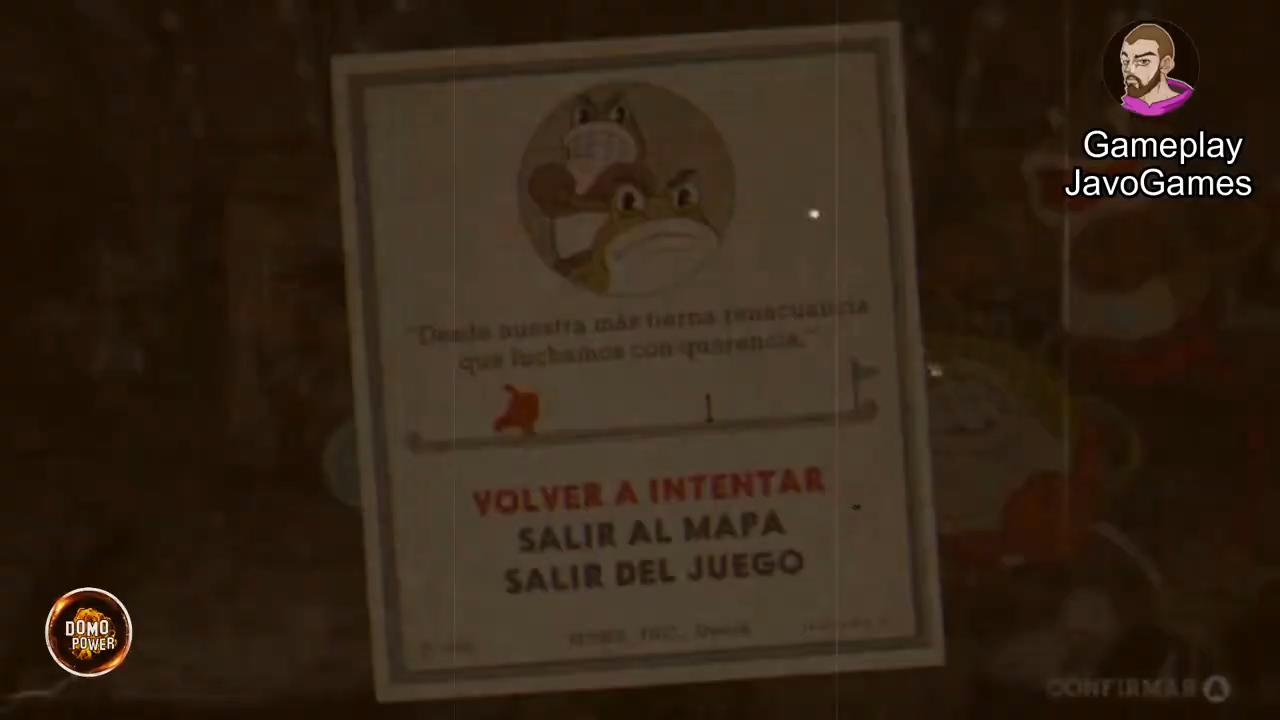 Gameplay
JavoGames
"Desde nuestra más tierna renacuajía
que luchamos con querencia."
VOLVER A INTENTAR
SALIR AL MAPA
SALIR DEL JUEGO
DOMO
POWER
CONFIRMAR A